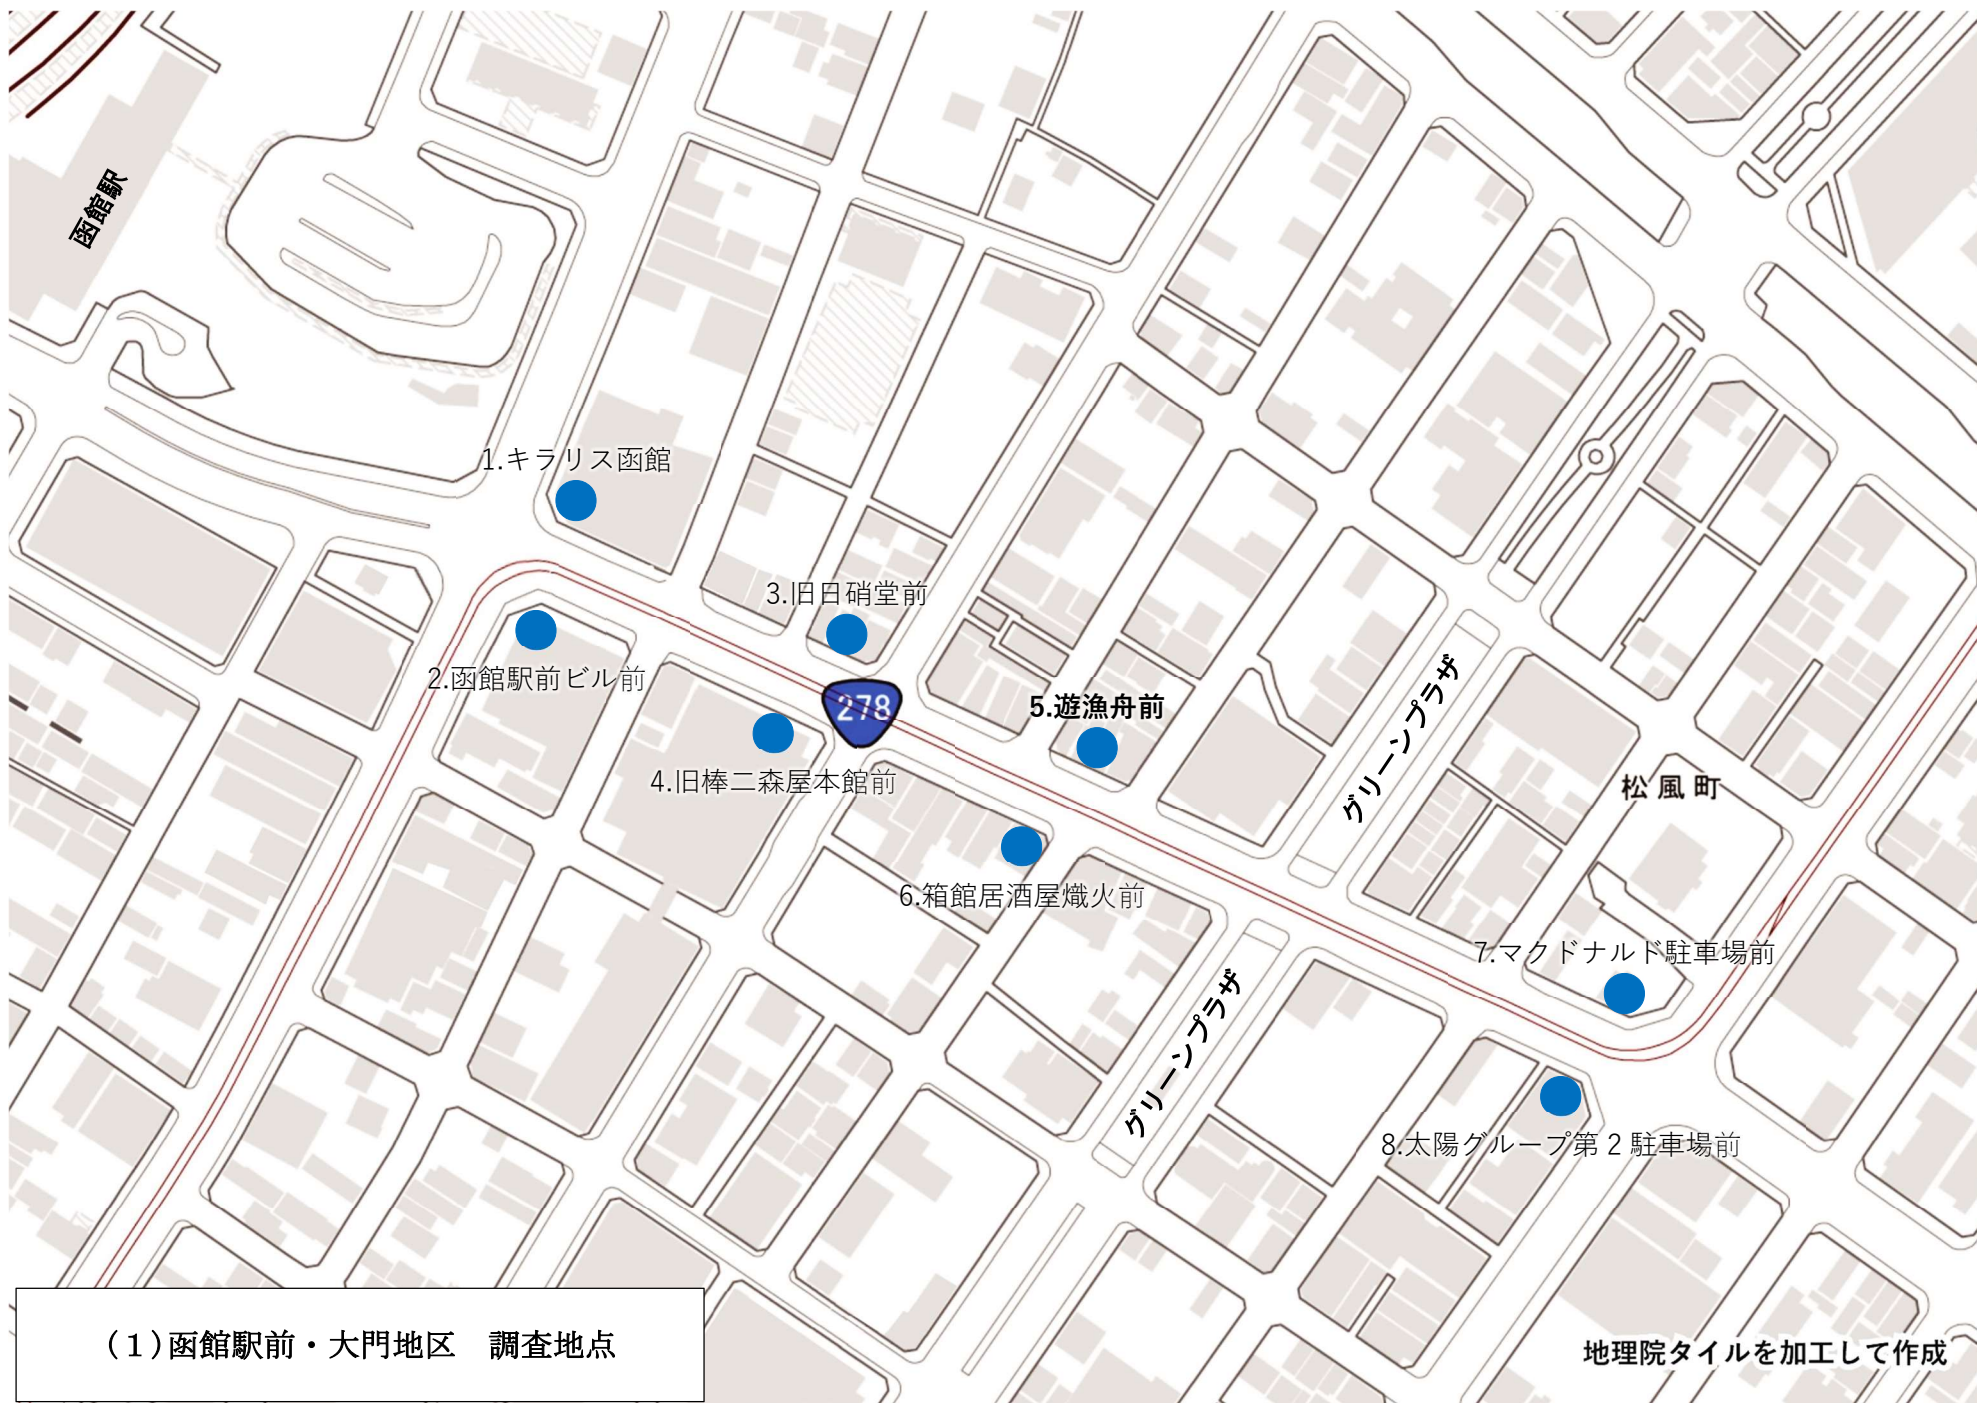 函館駅
1.キラリス函館
3.旧日硝堂前
2.函館駅前ビル前
278
5.遊漁舟前
4.旧棒二森屋本館前
グリーンプラザ
松風町
6.箱館居酒屋熾火前
7.マクドナルド駐車場前
グリーンプラザ
8.太陽グループ第2駐車場前
(1)函館駅前・大門地区　調査地点
地理院タイルを加工して作成